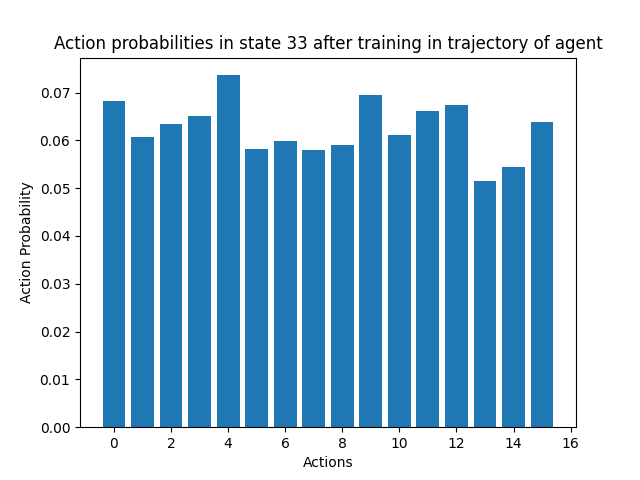 Action probabilities in state 33 after training in trajectory of agent
0.07
0.06
0.05
0.04
0.03
0.02
0.01
0.00
Action Probability
0 2 4 6 8 10 12 14 16
Actions